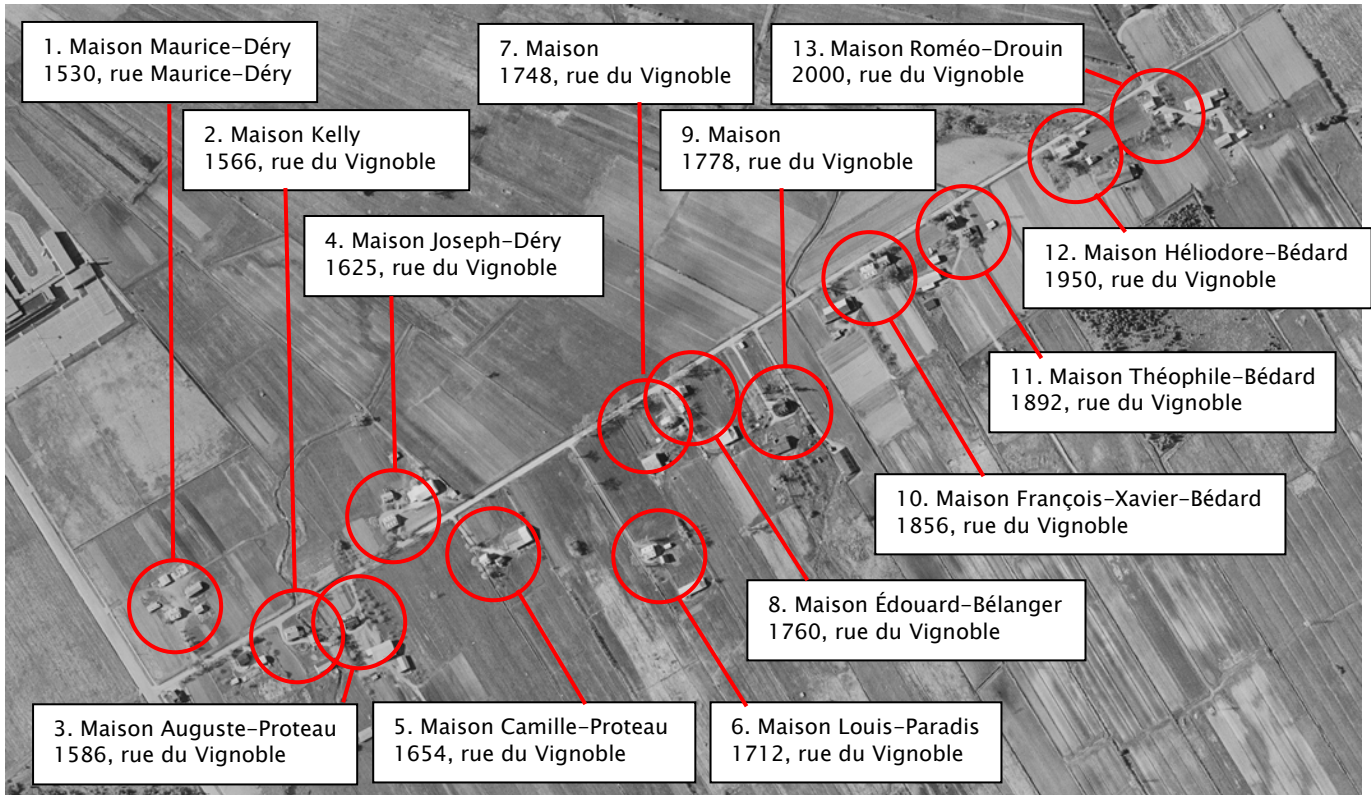 1. Maison Maurice-Déry
1530, rue Maurice-Déry
2. Maison Kelly
1566, rue du Vignoble
3. Maison Auguste-Proteau
1586, rue du Vignoble
4. Maison Joseph-Déry
1625, rue du Vignoble
5. Maison Camille-Proteau
1654, rue du Vignoble
6. Maison Louis-Paradis
1712, rue du Vignoble
7. Maison
1748, rue du Vignoble
8. Maison Édouard-Bélanger
1760, rue du Vignoble
9. Maison
1778, rue du Vignoble
10. Maison François-Xavier-Bédard
1856, rue du Vignoble
11. Maison Théophile-Bédard
1892, rue du Vignoble
12. Maison Héliodore-Bédard
1950, rue du Vignoble
13. Maison Roméo-Drouin
2000, rue du Vignoble